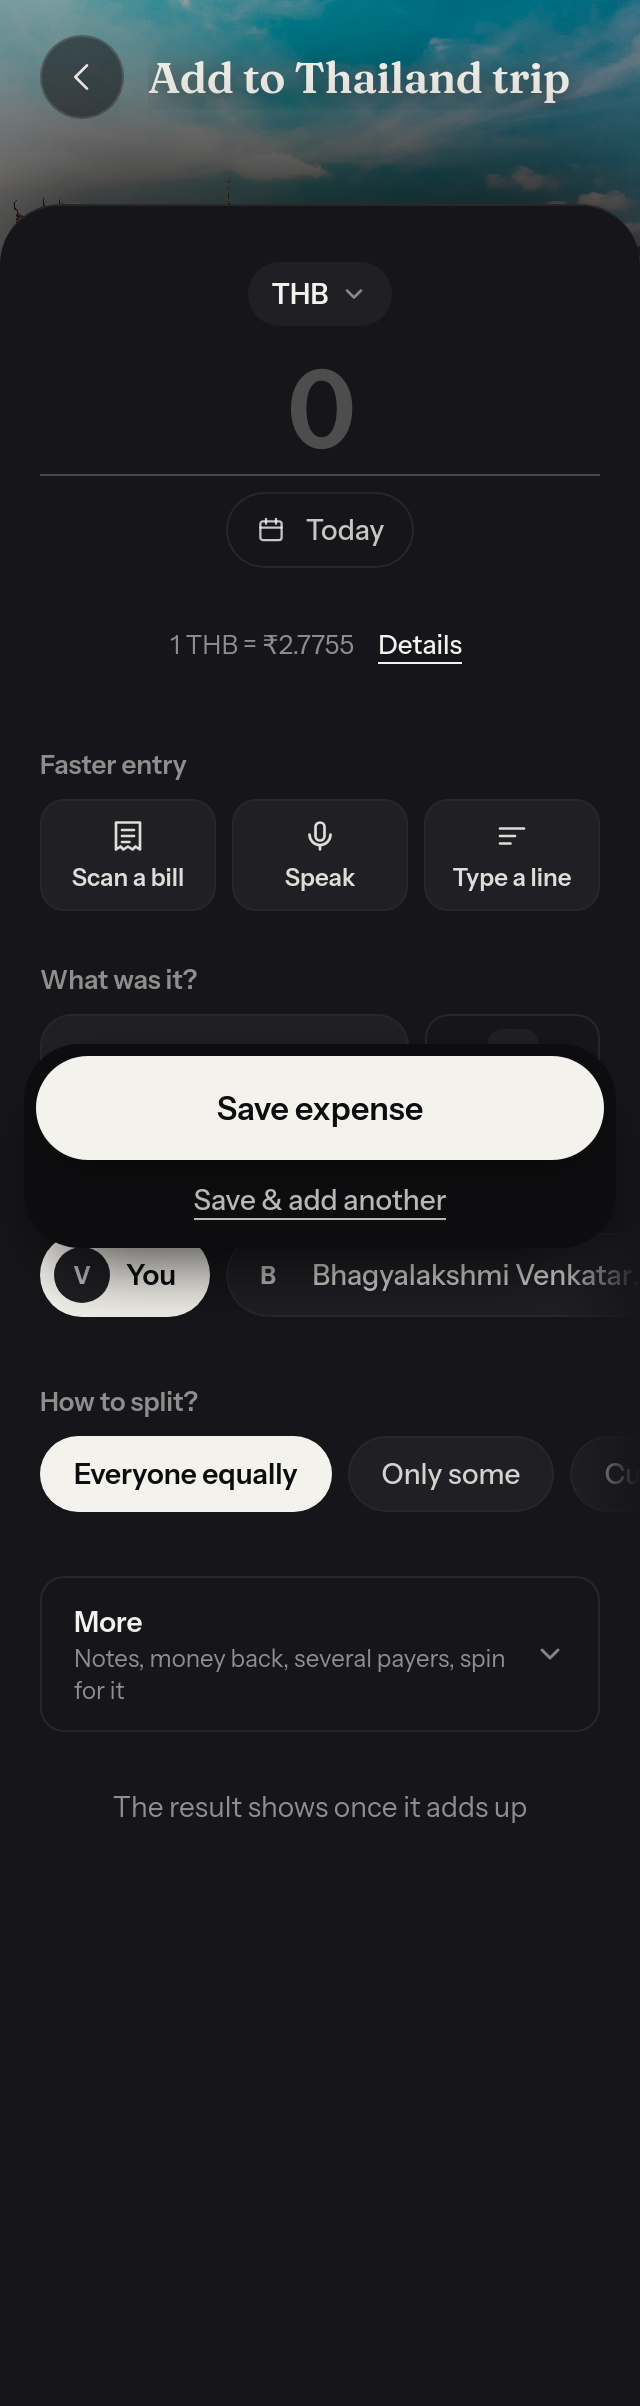 Add to Thailand trip
THB
0
Today
1 THB = ₹2.7755 Details
Faster entry
Scan a bill
Speak
Type a line
What was it?
Save expense
Save & add another
V You
B Bhagyalakshmi
How to split?
Everyone equally
Only some
More
Notes, money back, several payers, spin
for it
The result shows once it adds up